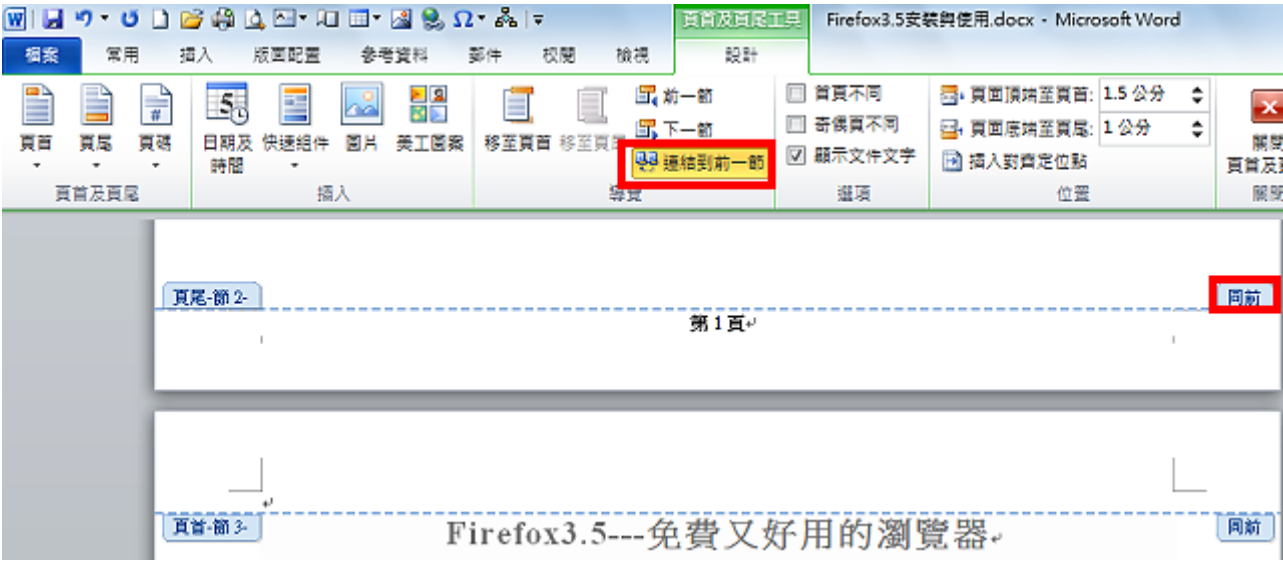 頁首及頁尾工具 Firefox3.5安裝與使用.docx - Microsoft Word
檔案 常用 插入 版面配置 參考資料 郵件 校閱 檢視 設計
頁首 頁尾 頁碼 日期及時間 快速組件 圖片 美工圖案 移至頁首 移至頁尾
前一節
下一節
連結到前一節
首頁不同
奇偶頁不同
顯示文件文字
頁面頂端至頁首: 1.5 公分
頁面底端至頁尾: 1 公分
插入對齊定位點
關閉
頁首及頁
頁首及頁尾 插入 導覽 選項 位置 關閉
頁尾-節 2- 同前
第 1 頁
頁首-節 3- 同前
Firefox3.5---免費又好用的瀏覽器